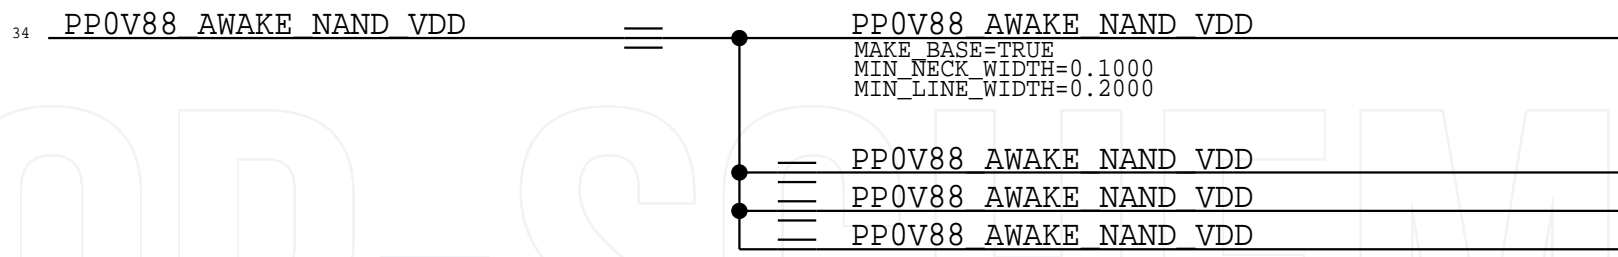 34 PP0V88_AWAKE_NAND_VDD PP0V88_AWAKE_NAND_VDD
MAKE_BASE=TRUE
MIN_NECK_WIDTH=0.1000
MIN_LINE_WIDTH=0.2000
PP0V88_AWAKE_NAND_VDD
PP0V88_AWAKE_NAND_VDD
PP0V88_AWAKE_NAND_VDD